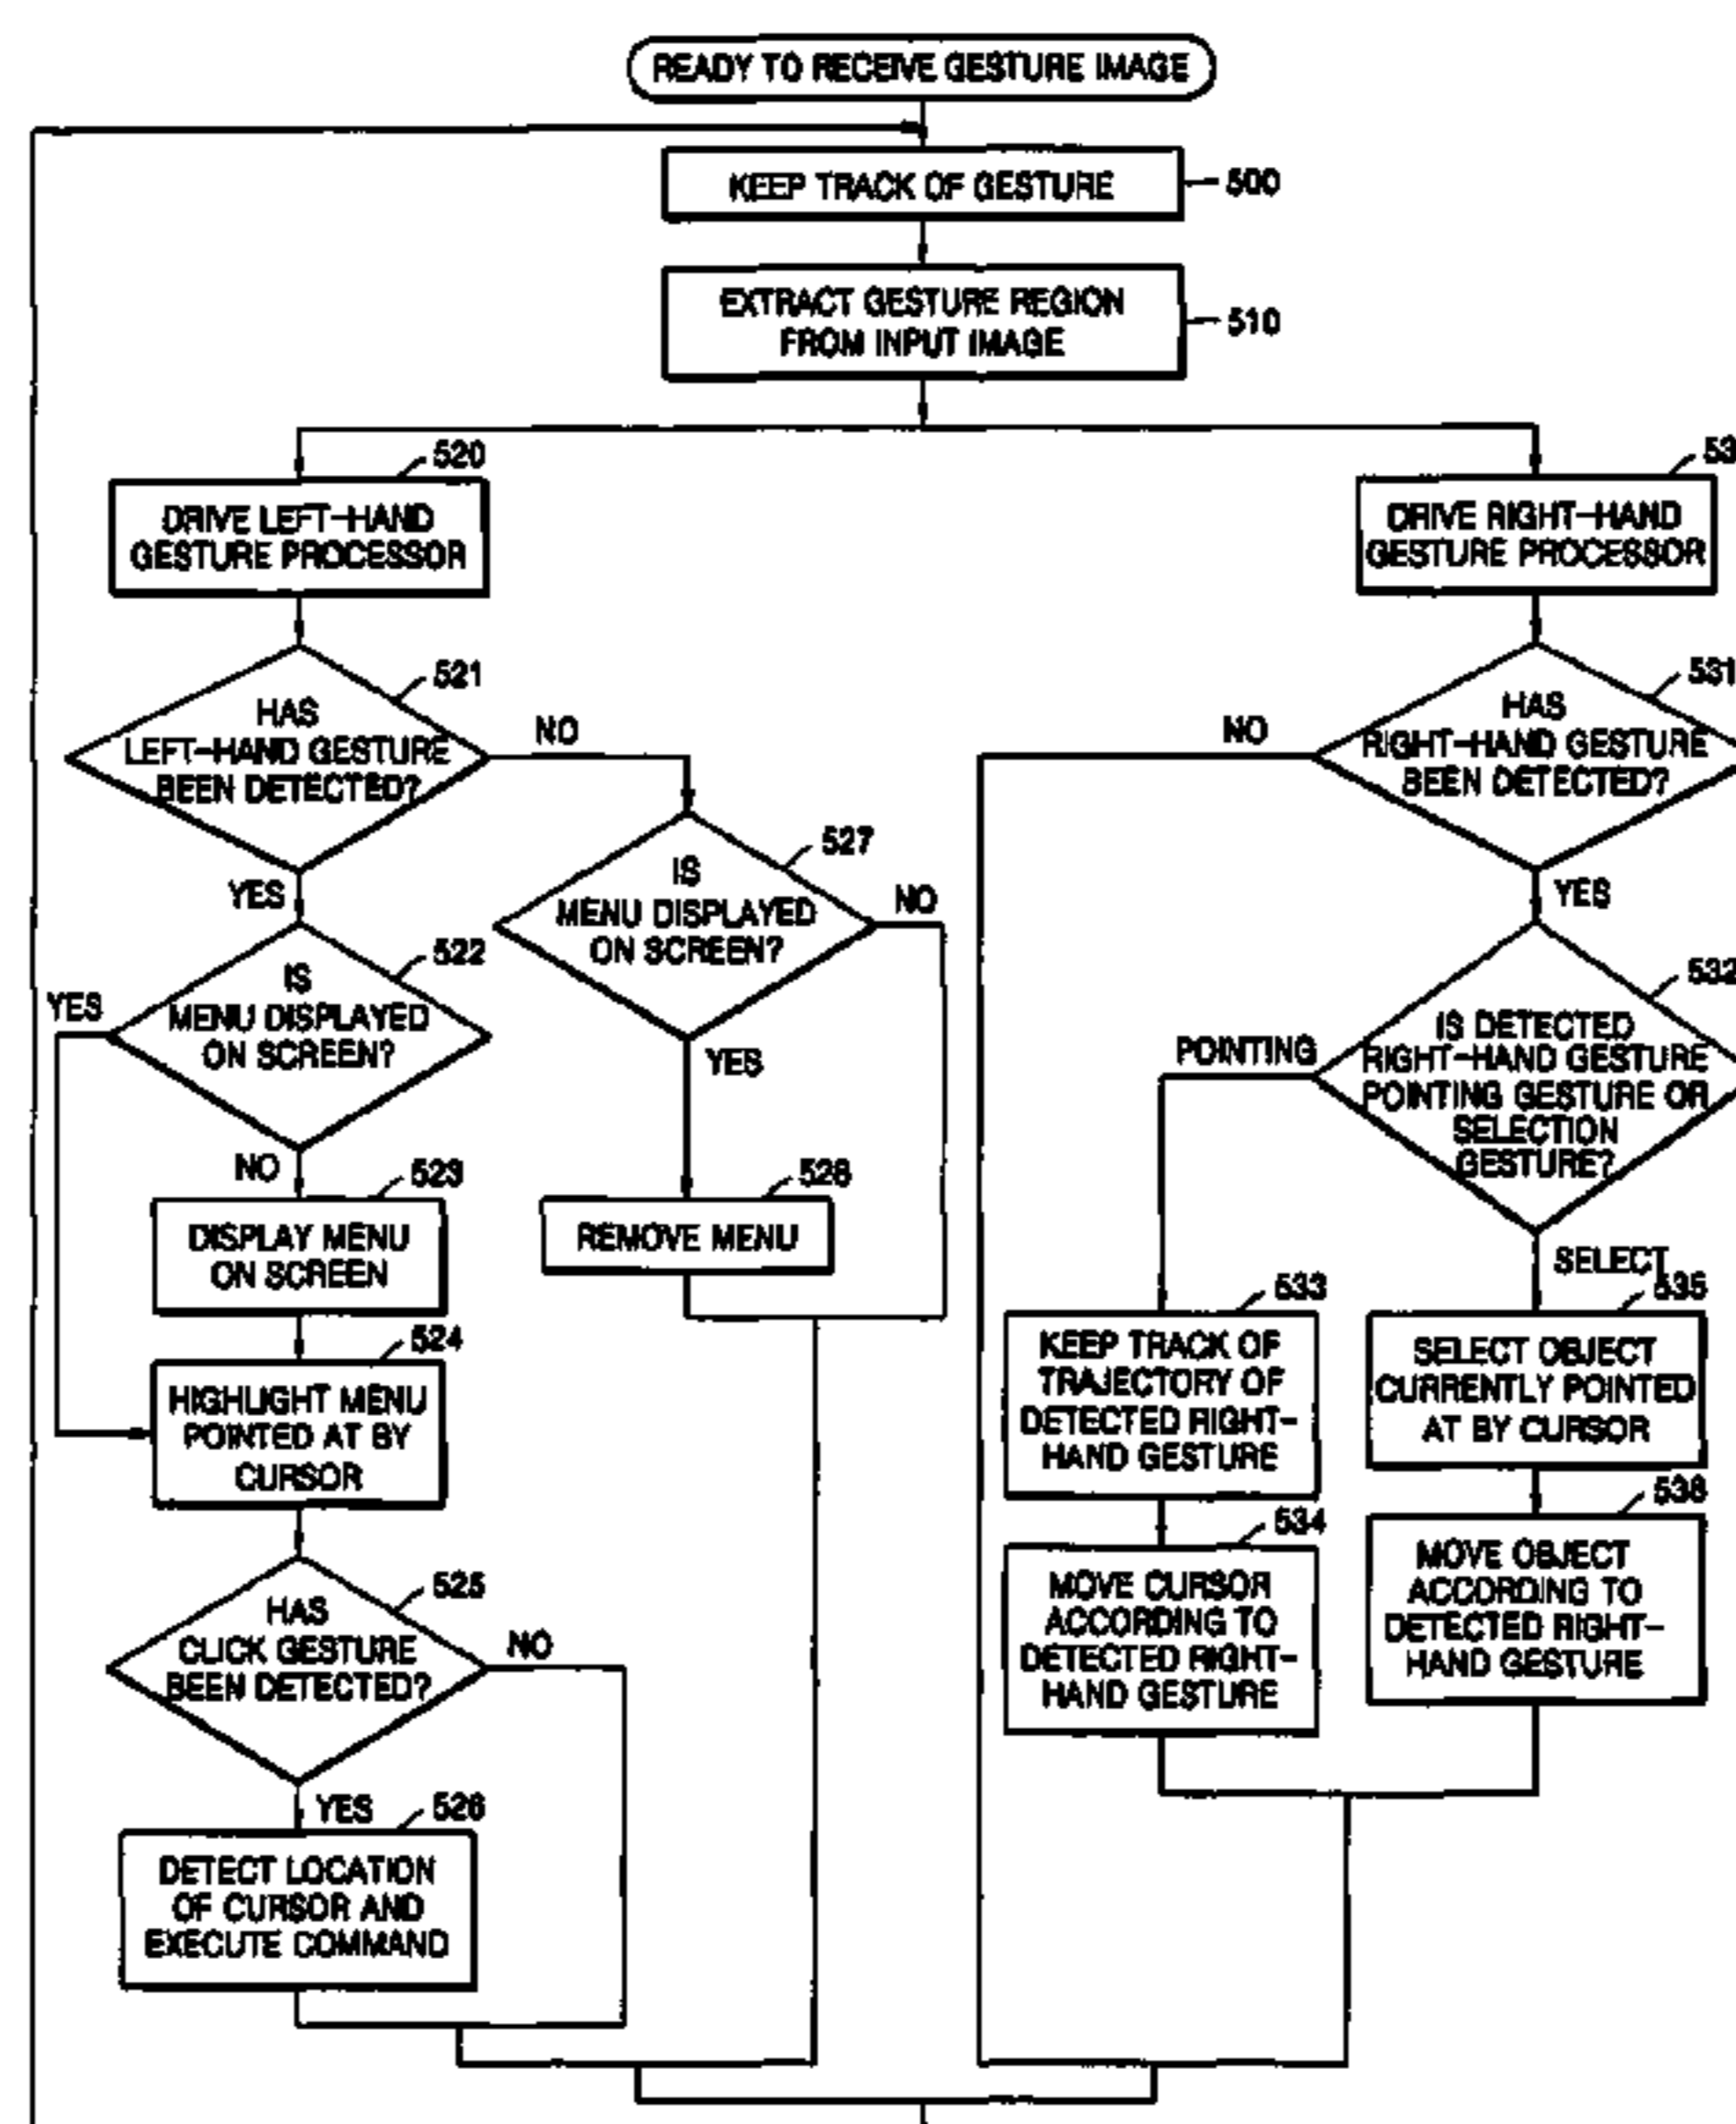 READY TO RECEIVE GESTURE IMAGE
KEEP TRACK OF GESTURE
500
EXTRACT GESTURE REGION
FROM INPUT IMAGE
510
520
DRIVE LEFT-HAND
GESTURE PROCESSOR
521
HAS
LEFT-HAND GESTURE
BEEN DETECTED?
NO
YES
522
IS
MENU DISPLAYED
ON SCREEN?
YES
NO
523
DISPLAY MENU
ON SCREEN
524
HIGHLIGHT MENU
POINTED AT BY
CURSOR
525
HAS
CLICK GESTURE
BEEN DETECTED?
NO
YES
526
DETECT LOCATION
OF CURSOR AND
EXECUTE COMMAND
527
IS
MENU DISPLAYED
ON SCREEN?
NO
YES
528
REMOVE MENU
53
DRIVE RIGHT-HAND
GESTURE PROCESSOR
531
HAS
RIGHT-HAND GESTURE
BEEN DETECTED?
NO
YES
532
IS DETECTED
RIGHT-HAND GESTURE
POINTING GESTURE OR
SELECTION
GESTURE?
POINTING
SELECT
533
KEEP TRACK OF
TRAJECTORY OF
DETECTED RIGHT-
HAND GESTURE
534
MOVE CURSOR
ACCORDING TO
DETECTED RIGHT-
HAND GESTURE
535
SELECT OBJECT
CURRENTLY POINTED
AT BY CURSOR
536
MOVE OBJECT
ACCORDING TO
DETECTED RIGHT-
HAND GESTURE